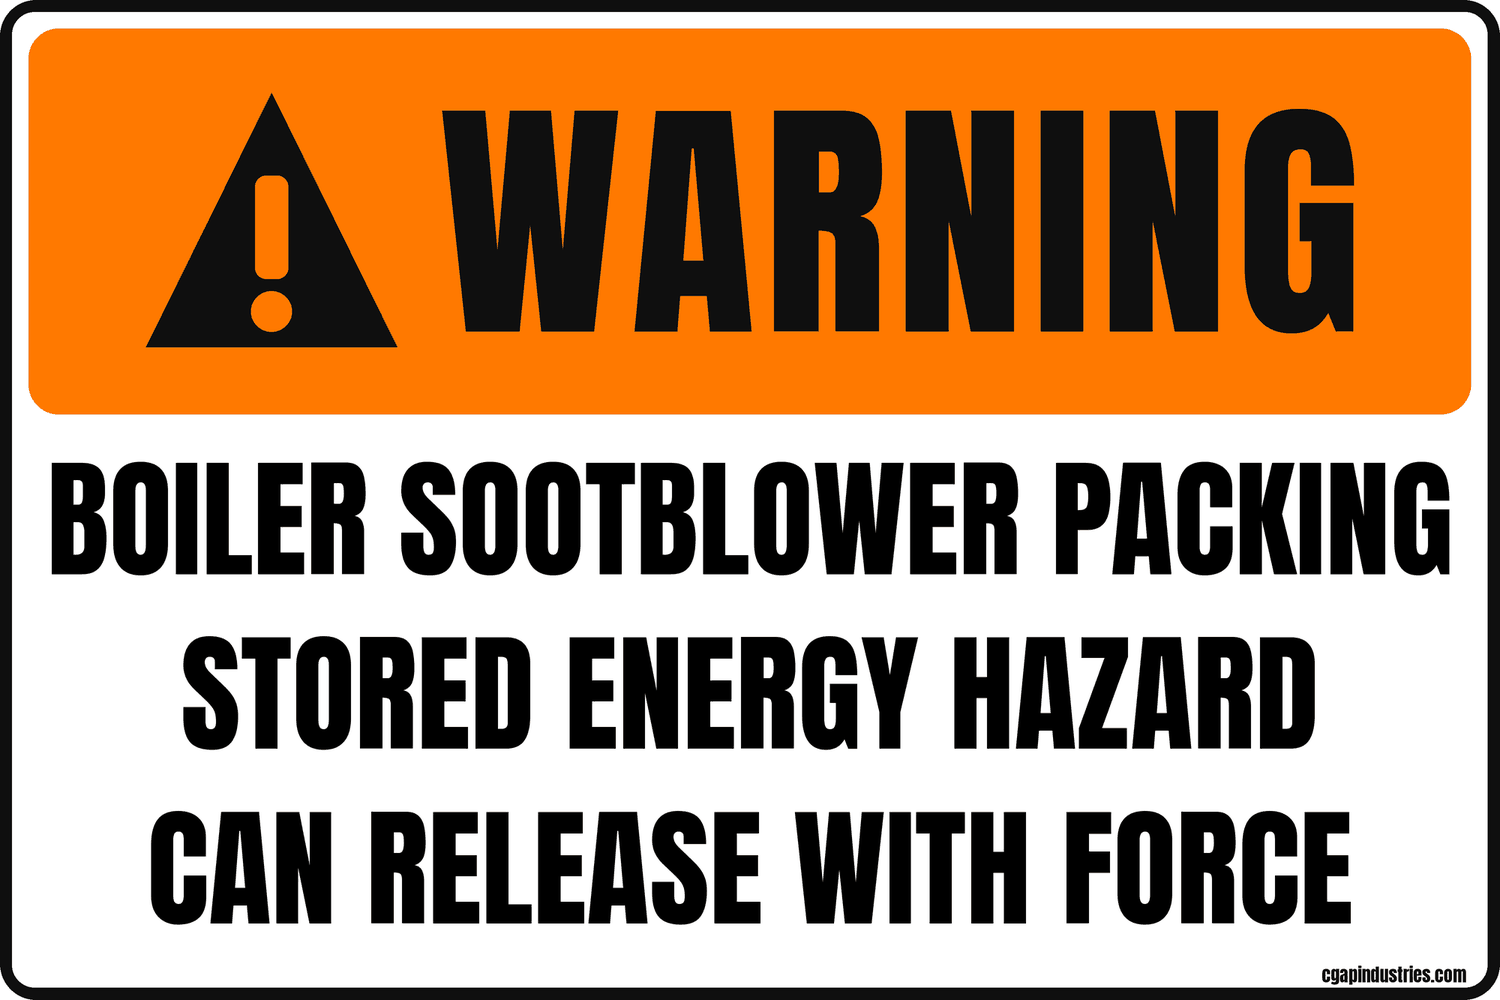 WARNING
BOILER SOOTBLOWER PACKING
STORED ENERGY HAZARD
CAN RELEASE WITH FORCE
cgapindustries.com